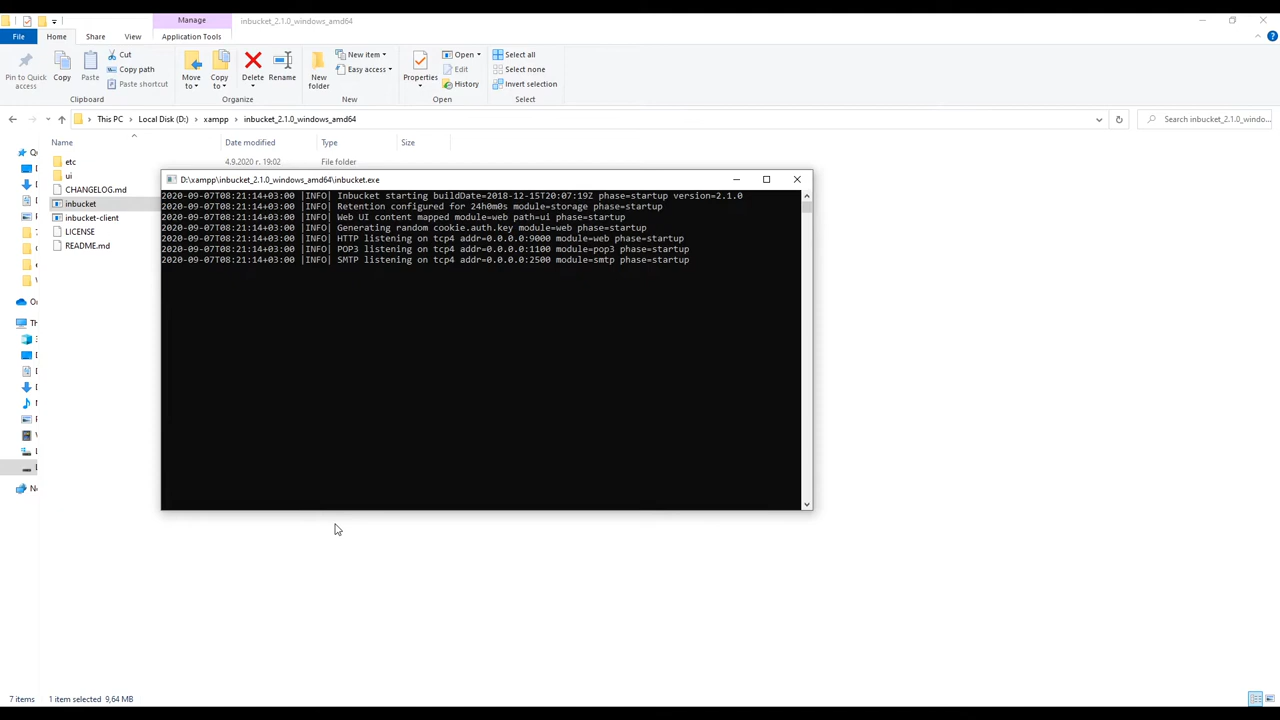 Manage
inbucket_2.1.0_windows_amd64
File
Home
Share
View
Application Tools
Pin to Quick access
Copy
Paste
Cut
Copy path
Paste shortcut
Clipboard
Move to
Copy to
Delete
Rename
Organize
New folder
New item
Easy access
New
Properties
Open
Edit
History
Open
Select all
Select none
Invert selection
Select
This PC
Local Disk (D:)
xampp
inbucket_2.1.0_windows_amd64
Search inbucket_2.1.0_windo...
Name
Date modified
Type
Size
etc
4.9.2020 г. 19:02
File folder
ui
CHANGELOG.md
inbucket
inbucket-client
LICENSE
README.md
D:\xampp\inbucket_2.1.0_windows_amd64\inbucket.exe
2020-09-07T08:21:14+03:00 |INFO| Inbucket starting buildDate=2018-12-15T20:07:19Z phase=startup version=2.1.0
2020-09-07T08:21:14+03:00 |INFO| Retention configured for 24h0m0s module=storage phase=startup
2020-09-07T08:21:14+03:00 |INFO| Web UI content mapped module=web path=ui phase=startup
2020-09-07T08:21:14+03:00 |INFO| Generating random cookie.auth.key module=web phase=startup
2020-09-07T08:21:14+03:00 |INFO| HTTP listening on tcp4 addr=0.0.0.0:9000 module=web phase=startup
2020-09-07T08:21:14+03:00 |INFO| POP3 listening on tcp4 addr=0.0.0.0:1100 module=pop3 phase=startup
2020-09-07T08:21:14+03:00 |INFO| SMTP listening on tcp4 addr=0.0.0.0:2500 module=smtp phase=startup
7 items
1 item selected 9,64 MB